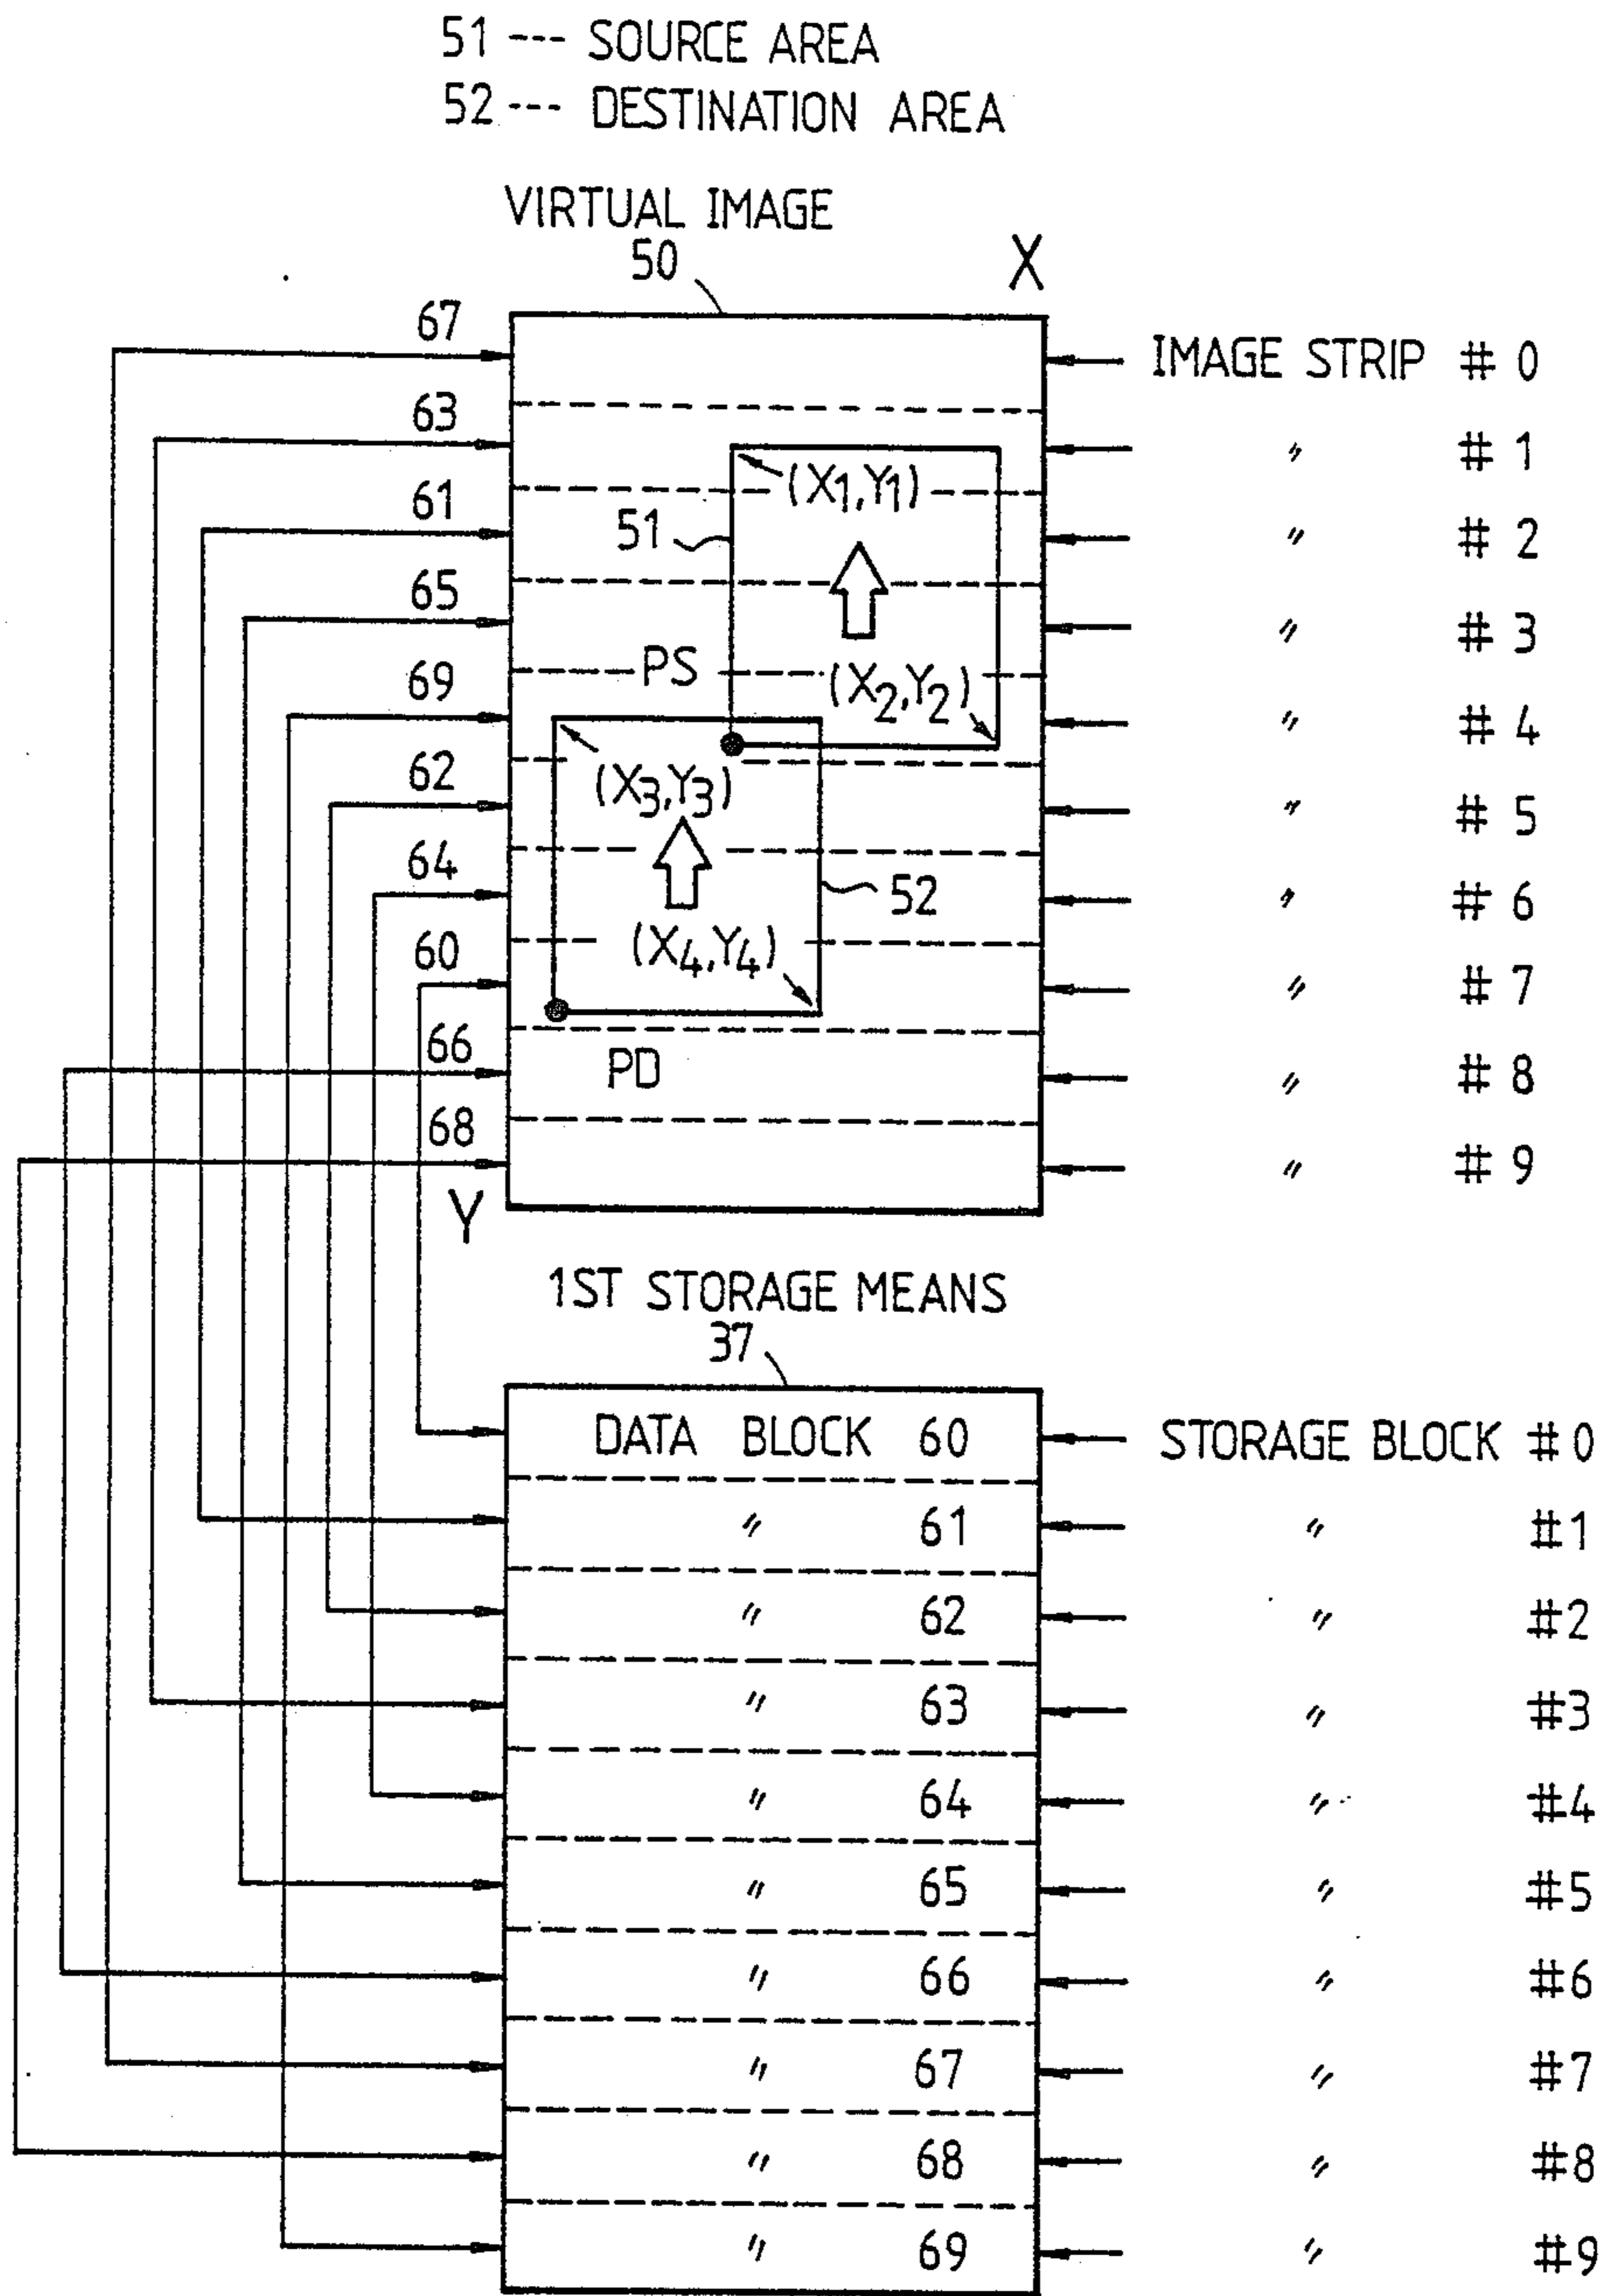 51 --- SOURCE AREA
52 --- DESTINATION AREA
VIRTUAL IMAGE
50
X
67
IMAGE STRIP # 0
63
〃 # 1
(X1,Y1)
61
51
〃 # 2
65
〃 # 3
PS
69
(X2,Y2)
〃 # 4
62
(X3,Y3)
〃 # 5
64
52
〃 # 6
60
(X4,Y4)
〃 # 7
66
PD
〃 # 8
68
〃 # 9
Y
1ST STORAGE MEANS
37
DATA BLOCK 60
STORAGE BLOCK #0
〃 61
〃 #1
〃 62
〃 #2
〃 63
〃 #3
〃 64
〃 #4
〃 65
〃 #5
〃 66
〃 #6
〃 67
〃 #7
〃 68
〃 #8
〃 69
〃 #9